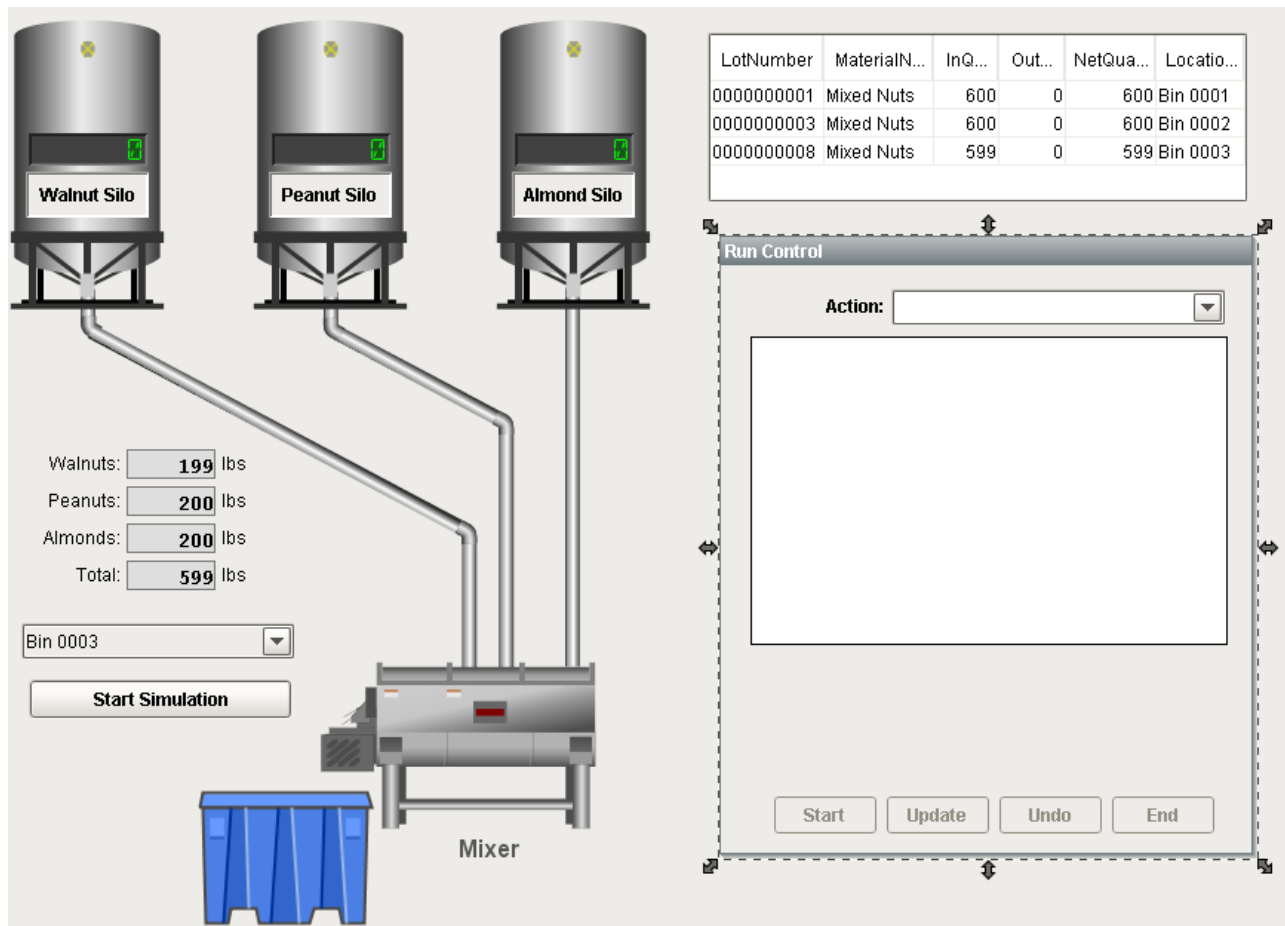 0
Walnut Silo
0
Peanut Silo
0
Almond Silo
Walnuts: 199 lbs
Peanuts: 200 lbs
Almonds: 200 lbs
Total: 599 lbs
Bin 0003
Start Simulation
Mixer
LotNumber MaterialN... InQ... Out... NetQua... Locatio...
0000000001 Mixed Nuts 600 0 600 Bin 0001
0000000003 Mixed Nuts 600 0 600 Bin 0002
0000000008 Mixed Nuts 599 0 599 Bin 0003
Run Control
Action:
Start Update Undo End